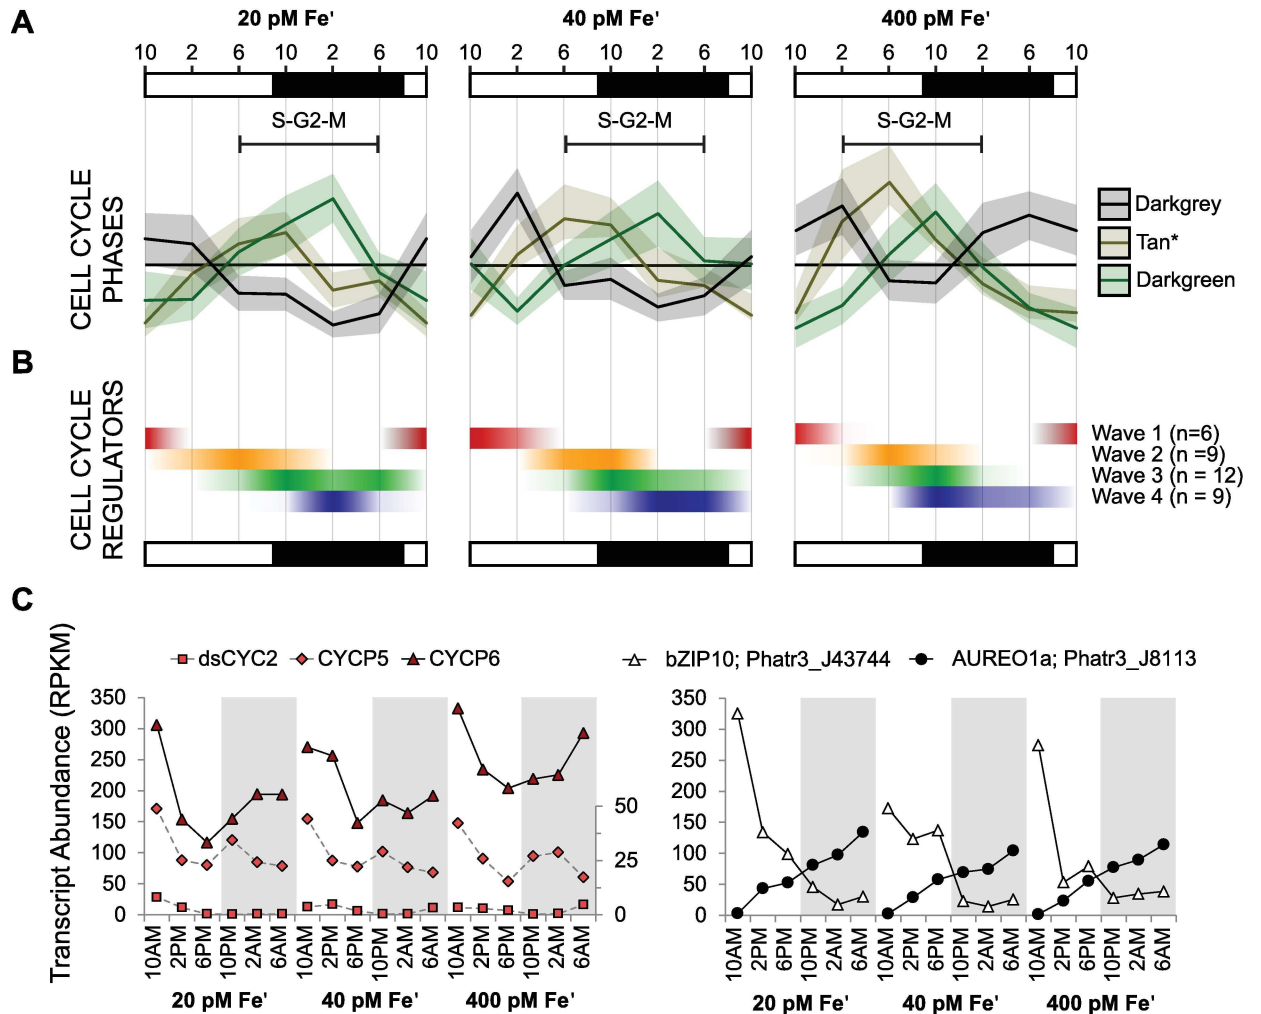 A
20 pM Fe'
40 pM Fe'
400 pM Fe'
10 2 6 10 2 6 10
10 2 6 10 2 6 10
10 2 6 10 2 6 10
S-G2-M
S-G2-M
S-G2-M
CELL CYCLE
PHASES
Darkgrey
Tan*
Darkgreen
B
CELL CYCLE
REGULATORS
Wave 1 (n=6)
Wave 2 (n =9)
Wave 3 (n = 12)
Wave 4 (n = 9)
C
Transcript Abundance (RPKM)
dsCYC2 CYCP5 CYCP6
350
300
250
200
150
100
50
0
50
25
0
10AM 2PM 6PM 10PM 2AM 6AM 10AM 2PM 6PM 10PM 2AM 6AM 10AM 2PM 6PM 10PM 2AM 6AM
20 pM Fe' 40 pM Fe' 400 pM Fe'
bZIP10; Phatr3_J43744 AUREO1a; Phatr3_J8113
350
300
250
200
150
100
50
0
10AM 2PM 6PM 10PM 2AM 6AM 10AM 2PM 6PM 10PM 2AM 6AM 10AM 2PM 6PM 10PM 2AM 6AM
20 pM Fe' 40 pM Fe' 400 pM Fe'